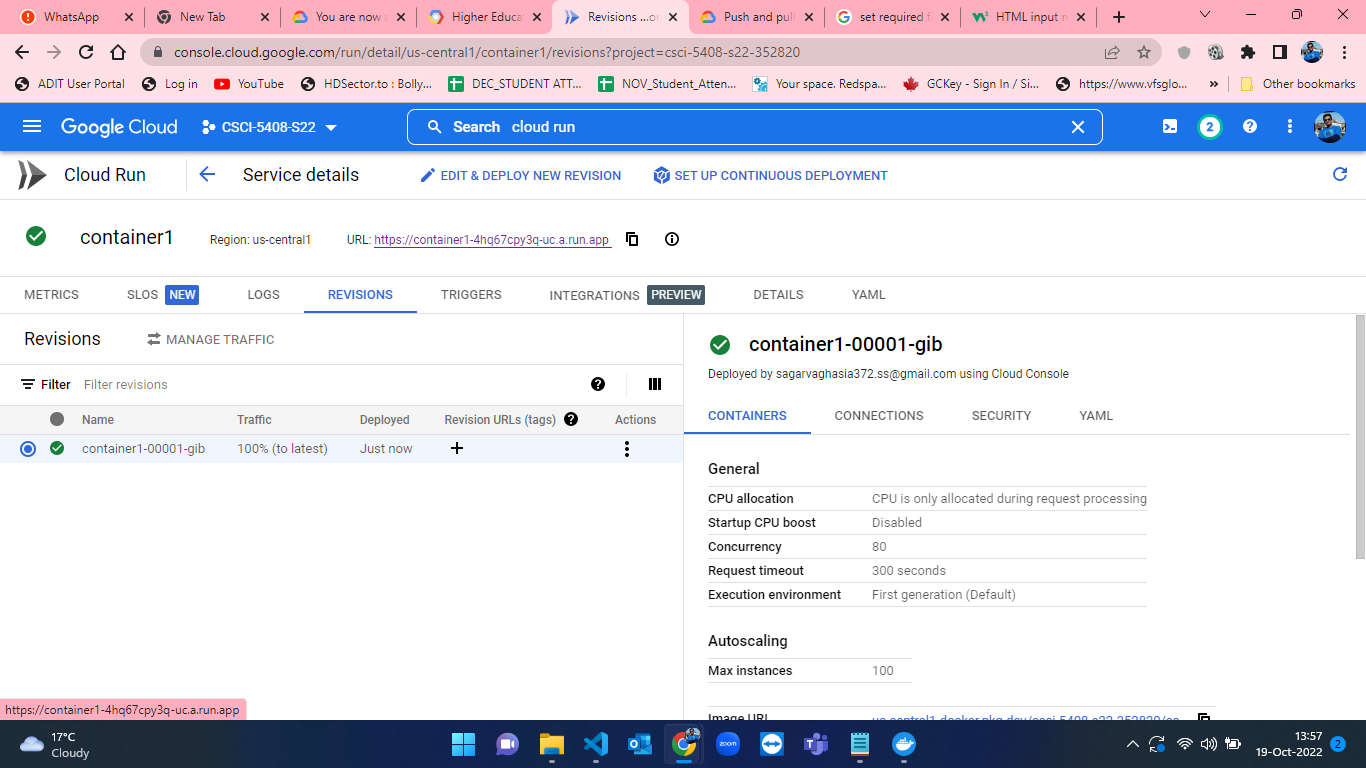 WhatsApp
New Tab
You are now a
Higher Educa
Revisions ...or
Push and pull
set required f
HTML input r
console.cloud.google.com/run/detail/us-central1/container1/revisions?project=csci-5408-s22-352820
ADIT User Portal
Log in
YouTube
HDSector.to : Bolly...
DEC_STUDENT ATT...
NOV_Student_Atten...
Your space. Redspa...
GCKey - Sign In / Si...
https://www.vfsglo...
»
Other bookmarks
Google Cloud
CSCI-5408-S22
Search cloud run
2
Cloud Run
Service details
EDIT & DEPLOY NEW REVISION
SET UP CONTINUOUS DEPLOYMENT
container1
Region: us-central1
URL: https://container1-4hq67cpy3q-uc.a.run.app
METRICS
SLOS NEW
LOGS
REVISIONS
TRIGGERS
INTEGRATIONS PREVIEW
DETAILS
YAML
Revisions
MANAGE TRAFFIC
Filter Filter revisions
Name Traffic Deployed Revision URLs (tags) Actions
container1-00001-gib 100% (to latest) Just now
container1-00001-gib
Deployed by sagarvaghasia372.ss@gmail.com using Cloud Console
CONTAINERS
CONNECTIONS
SECURITY
YAML
General
CPU allocation CPU is only allocated during request processing
Startup CPU boost Disabled
Concurrency 80
Request timeout 300 seconds
Execution environment First generation (Default)
Autoscaling
Max instances 100
Image URL us-central1-docker.pkg.dev/csci-5408-s22-352820/co...
https://container1-4hq67cpy3q-uc.a.run.app
17°C
Cloudy
zoom
13:57
19-Oct-2022
2